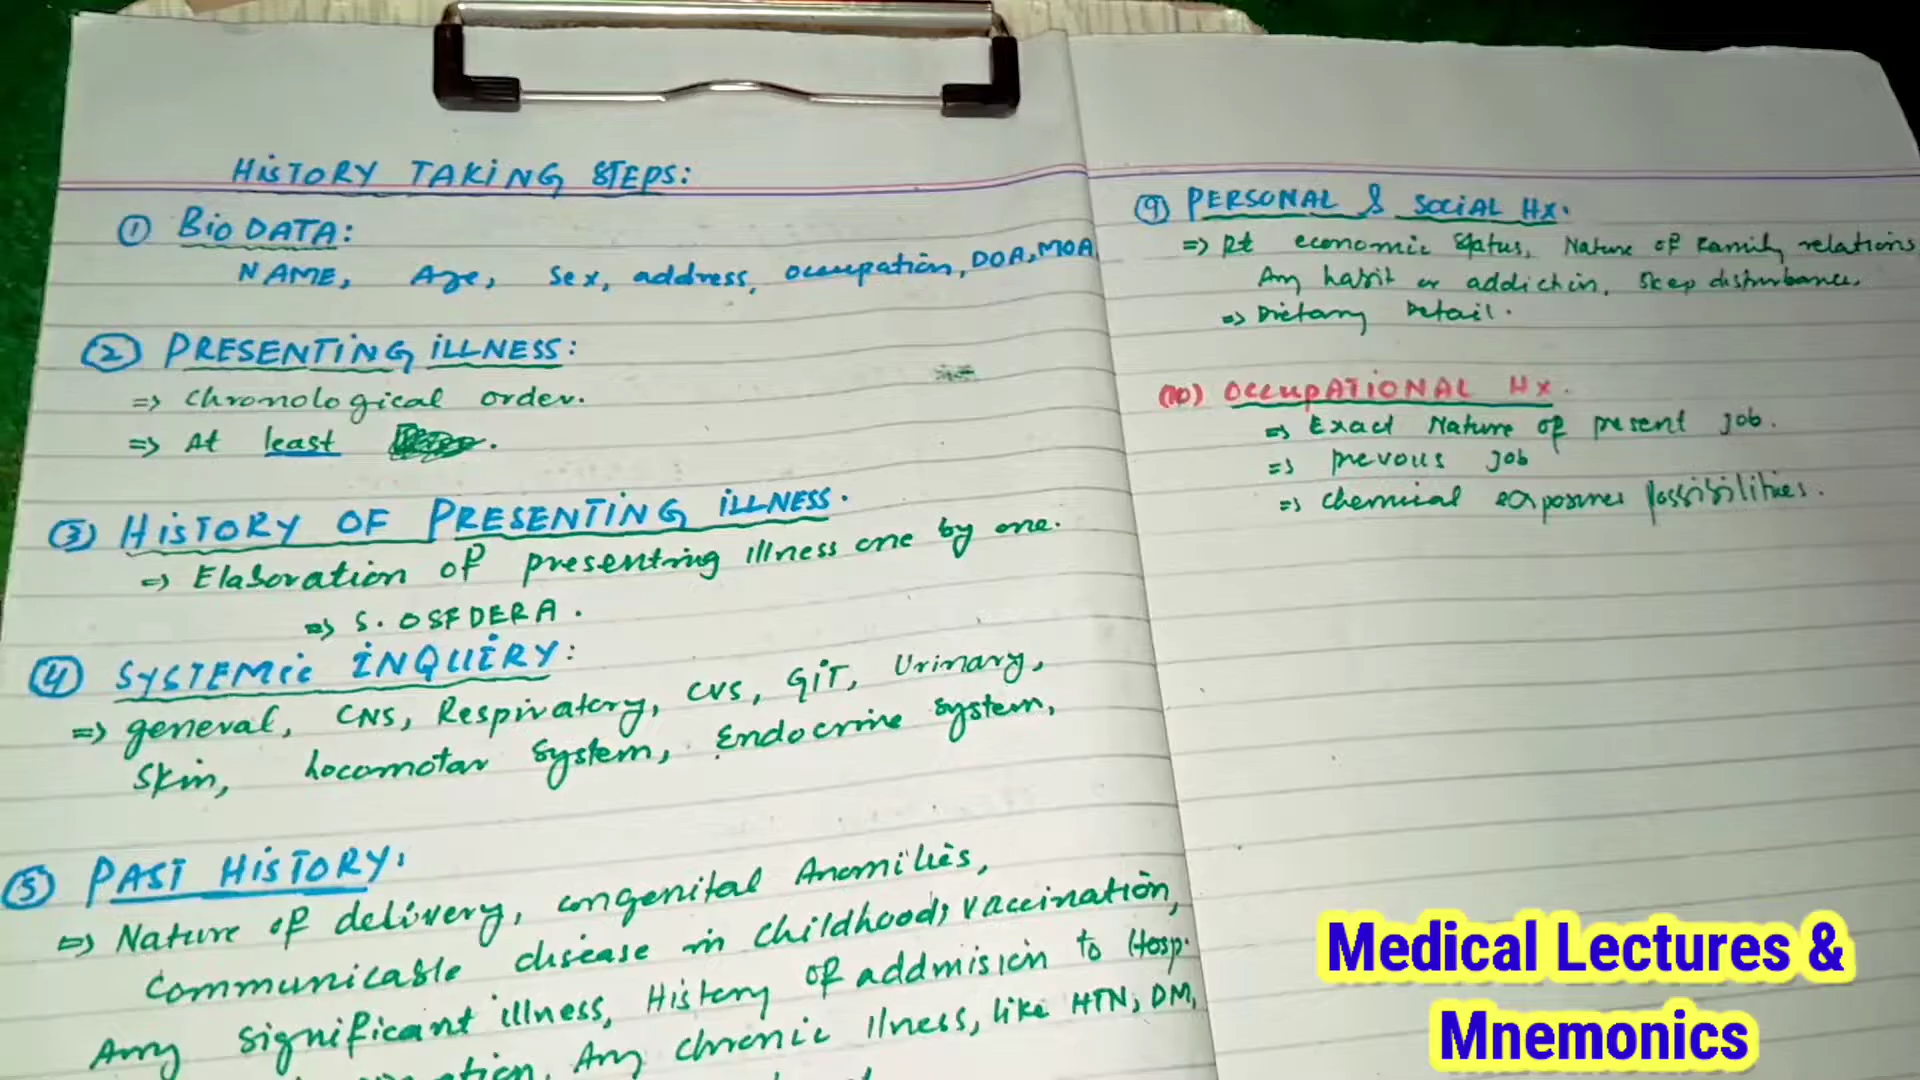 HISTORY TAKING STEPS:
① BIO DATA:
NAME, Age, Sex, address, occupation, DOA, MOA
② PRESENTING ILLNESS:
⇒ chronological order.
⇒ At least
③ HISTORY OF PRESENTING ILLNESS.
⇒ Elaboration of presenting illness one by one.
⇒ S. OSFDERA.
④ SYSTEMIC INQUIRY:
⇒ general, CNS, Respiratory, CVS, GIT, Urinary,
Skin, Locomotar system, Endocrine system,
⑤ PAST HISTORY:
⇒ Nature of delivery, congenital Anomilies,
Communicable disease in childhood, vaccination,
Any significant illness, History of addmision to Hosp.
Any chronic illness, like HTN, DM,
⑨ PERSONAL & SOCIAL Hx.
⇒ Pt economic status, Nature of Family relations
Any habit or addiction, Sleep disturbance,
⇒ Dietary Detail.
(10) OCCUPATIONAL Hx.
⇒ Exact Nature of present job.
⇒ prevous job
⇒ chemical exposures possibilities.
Medical Lectures &
Mnemonics